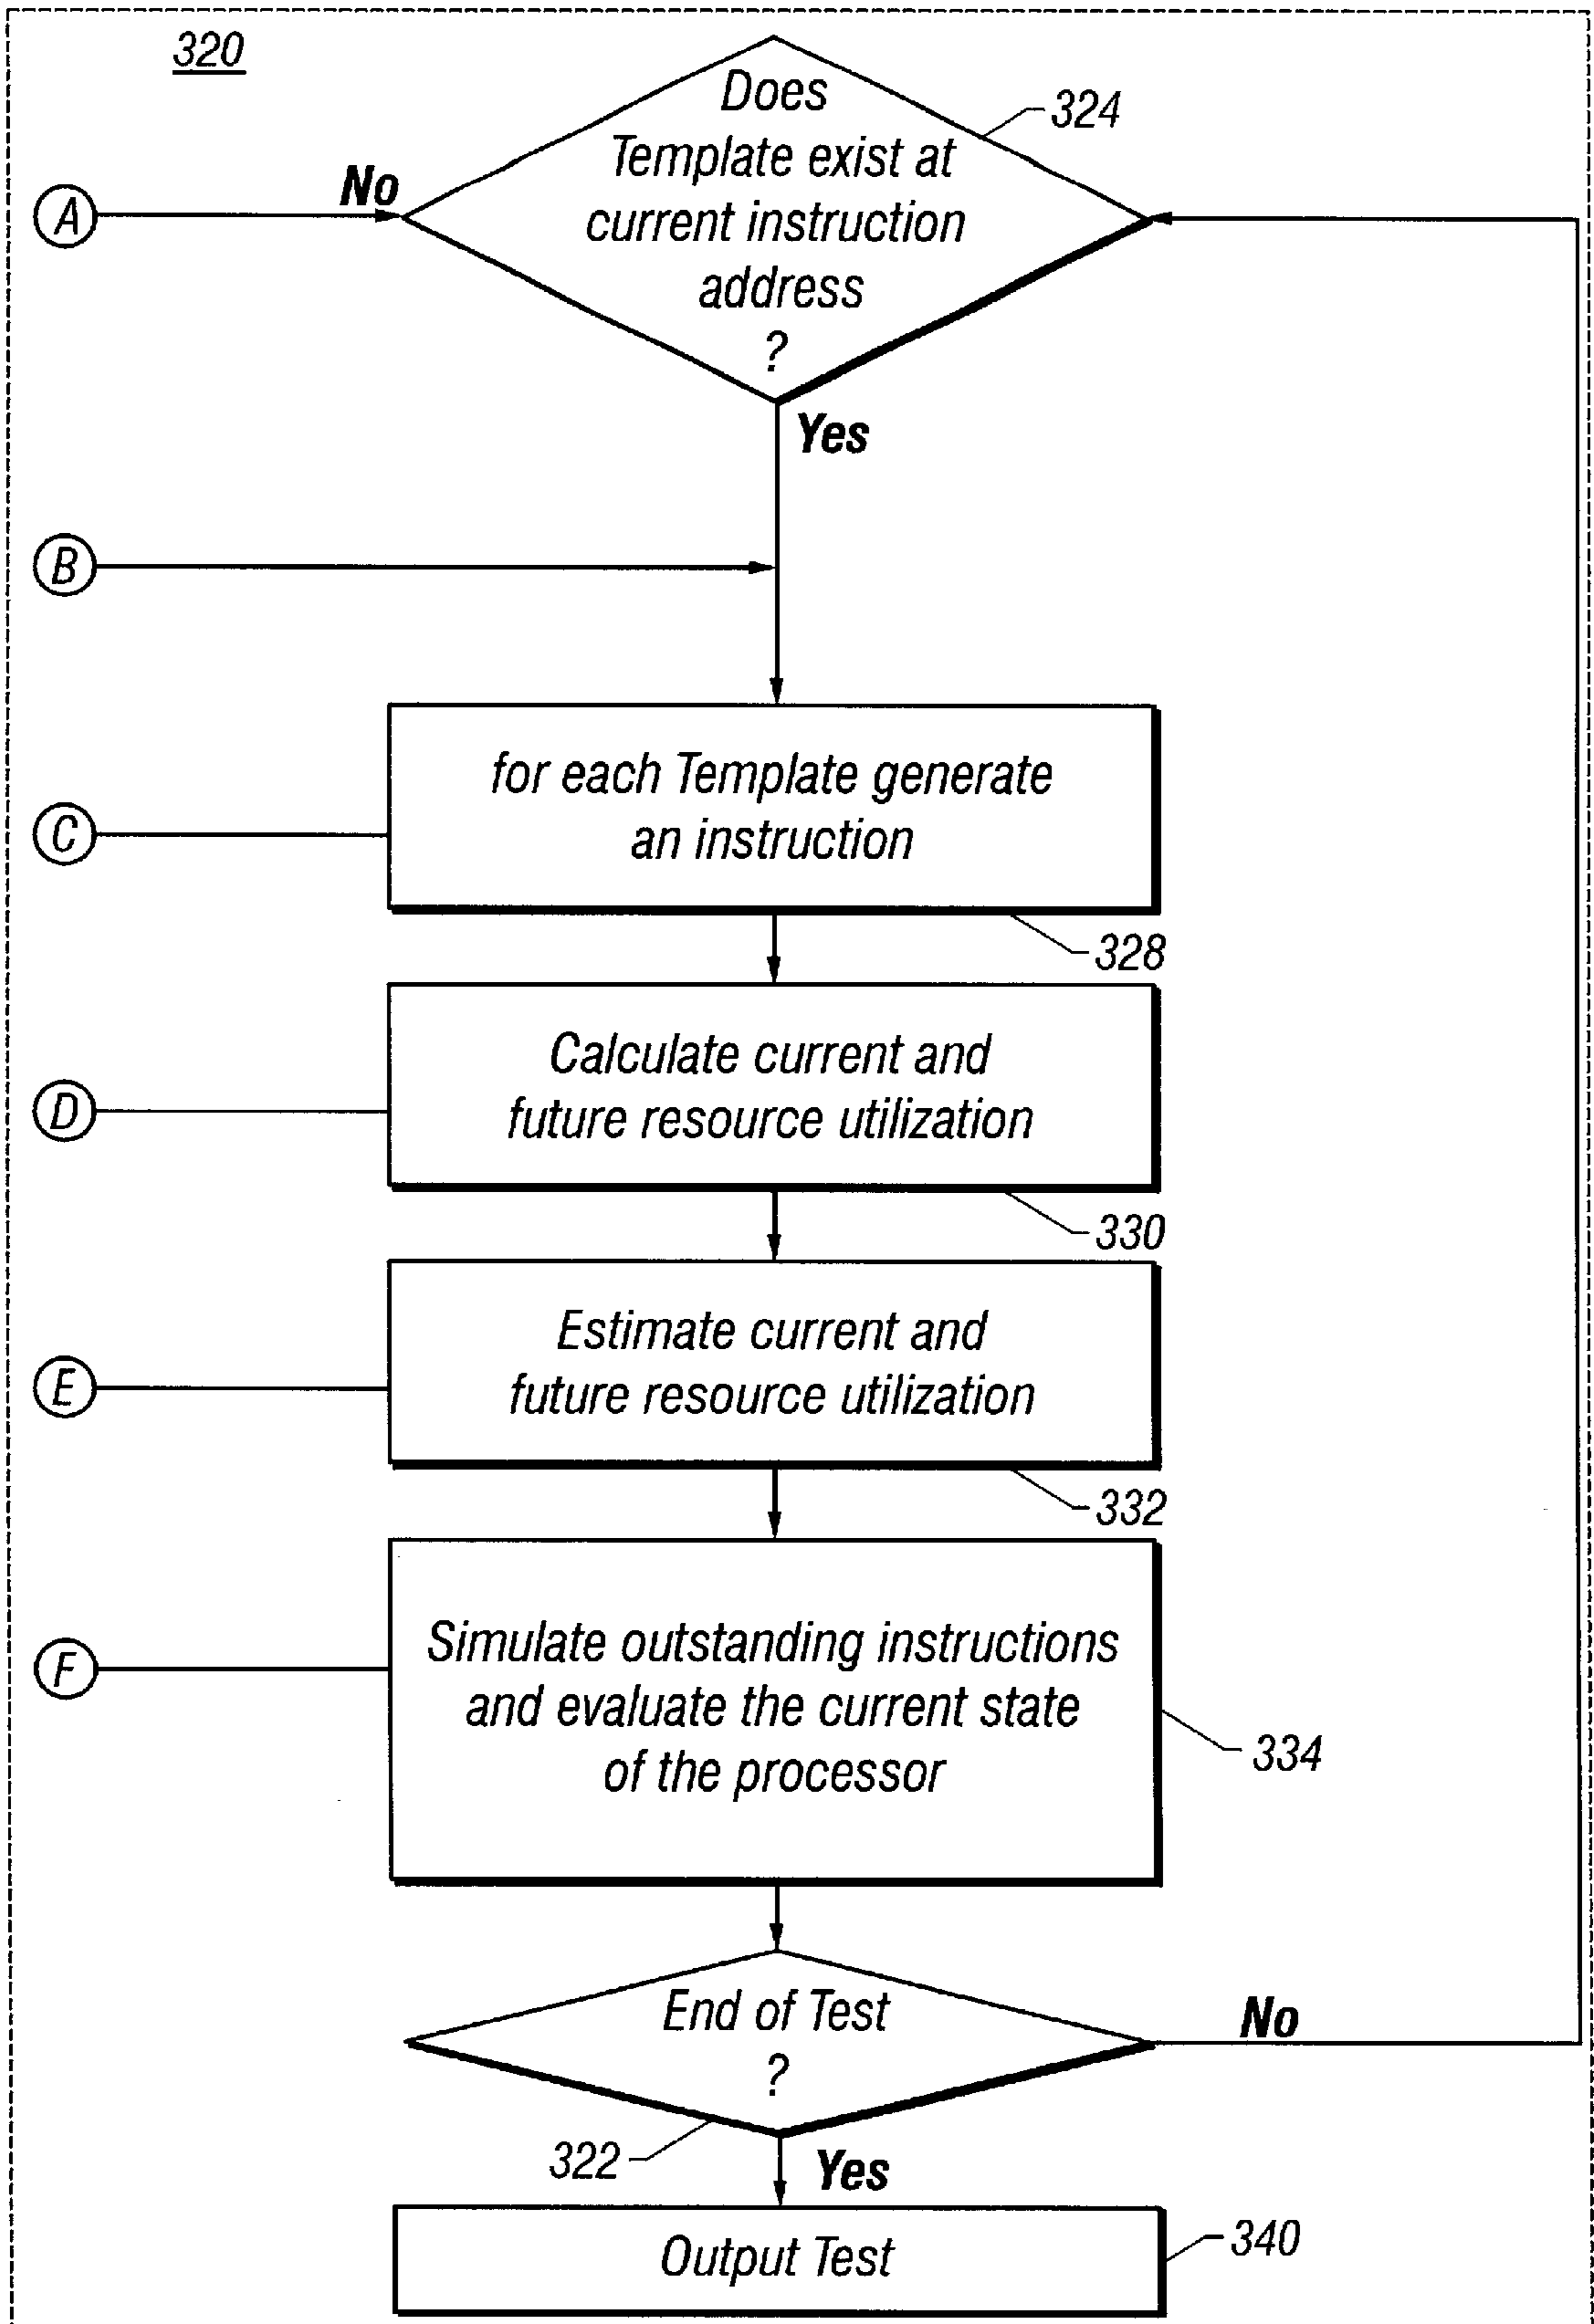 320
Does
Template exist at
current instruction
address
?
324
No
A
Yes
B
for each Template generate
an instruction
C
328
Calculate current and
future resource utilization
D
330
Estimate current and
future resource utilization
E
332
Simulate outstanding instructions
and evaluate the current state
of the processor
F
334
End of Test
?
No
322
Yes
Output Test
340